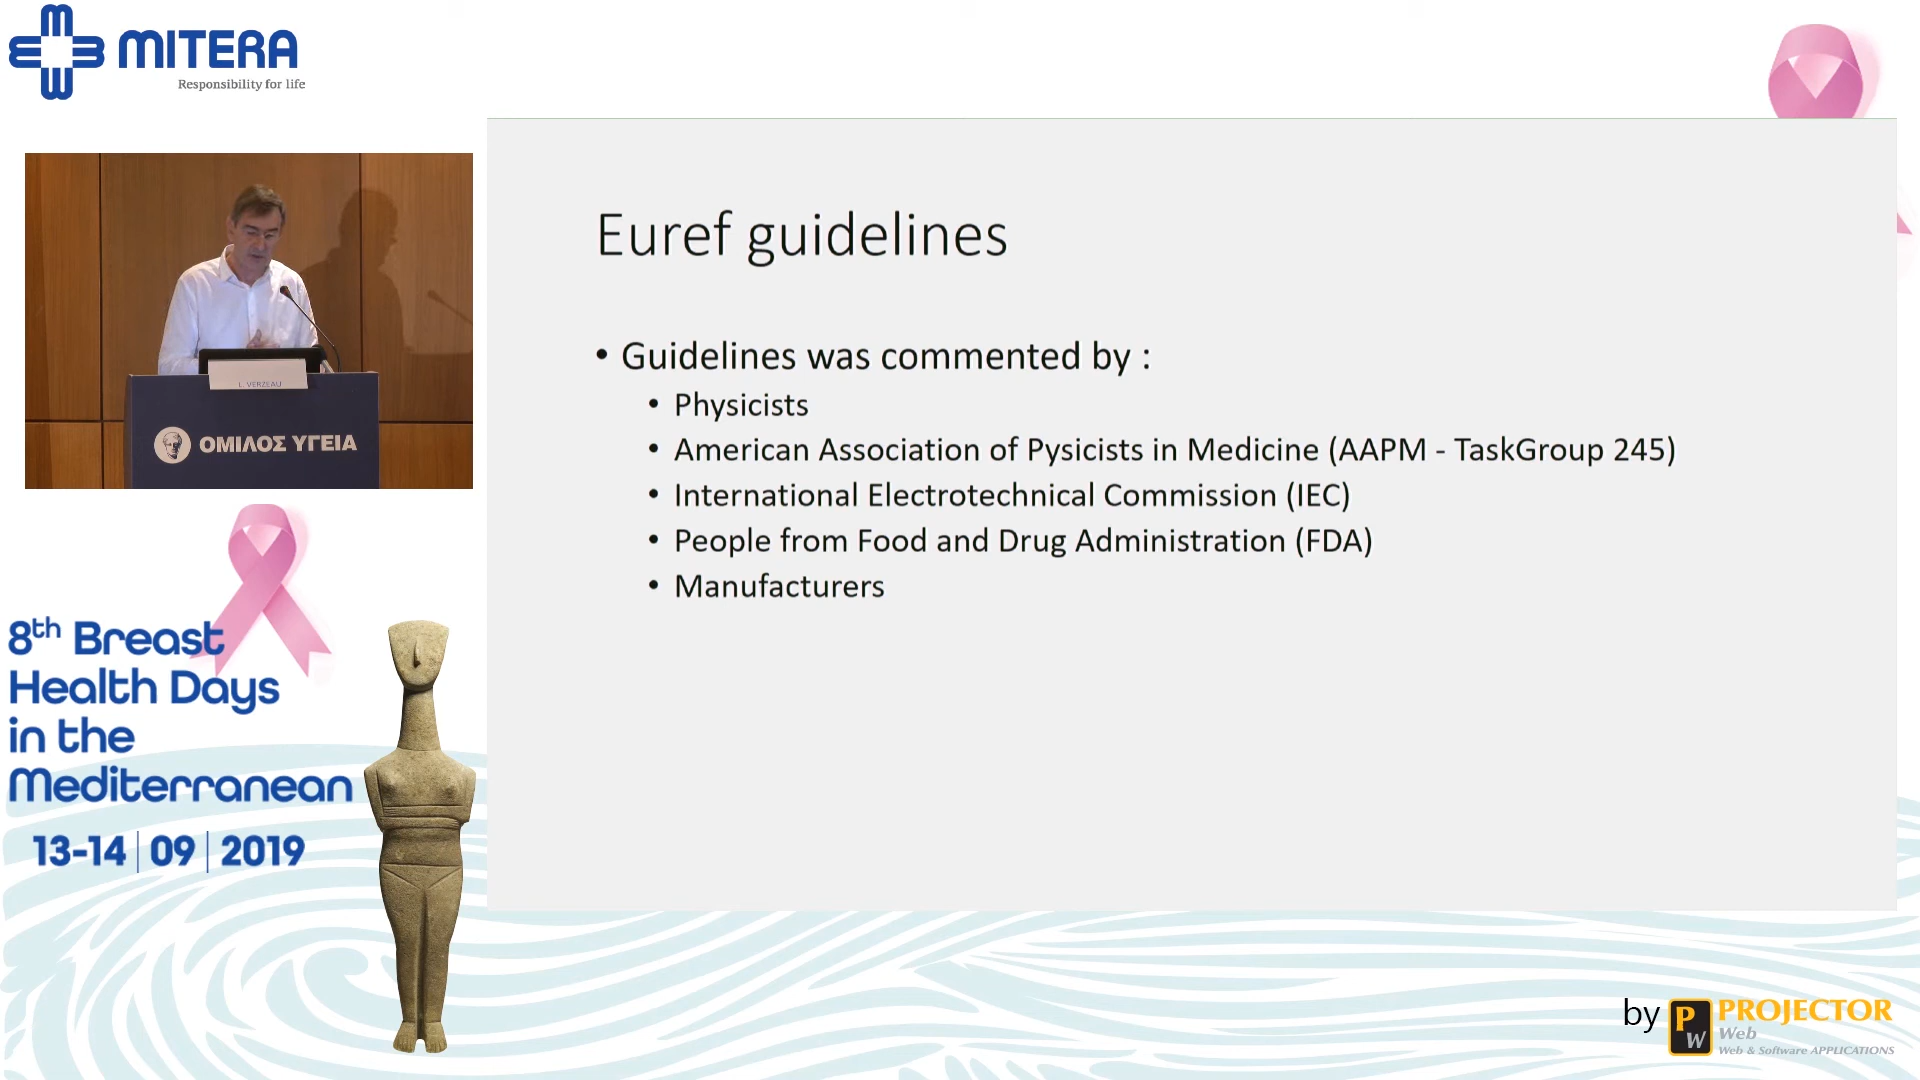 MITERA
Responsibility for life
L. VERZEAU
ΟΜΙΛΟΣ ΥΓΕΙΑ
8th Breast
Health Days
in the
Mediterranean
13-14 | 09 | 2019
Euref guidelines
• Guidelines was commented by :
• Physicists
• American Association of Pysicists in Medicine (AAPM - TaskGroup 245)
• International Electrotechnical Commission (IEC)
• People from Food and Drug Administration (FDA)
• Manufacturers
by PW PROJECTOR
Web
Web & Software APPLICATIONS